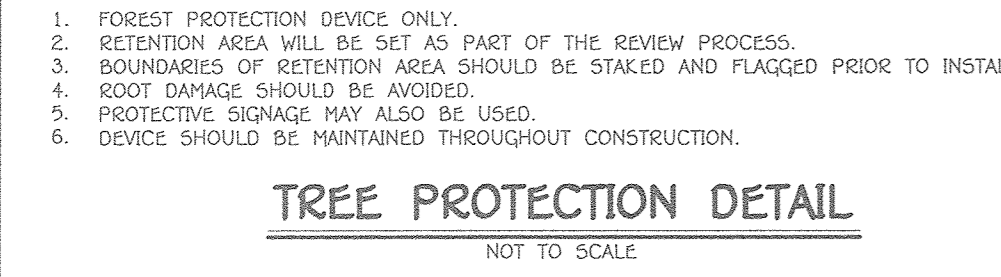 1. FOREST PROTECTION DEVICE ONLY.
2. RETENTION AREA WILL BE SET AS PART OF THE REVIEW PROCESS.
3. BOUNDARIES OF RETENTION AREA SHOULD BE STAKED AND FLAGGED PRIOR TO
4. ROOT DAMAGE SHOULD BE AVOIDED.
5. PROTECTIVE SIGNAGE MAY ALSO BE USED.
6. DEVICE SHOULD BE MAINTAINED THROUGHOUT CONSTRUCTION.
TREE PROTECTION DETAIL
NOT TO SCALE